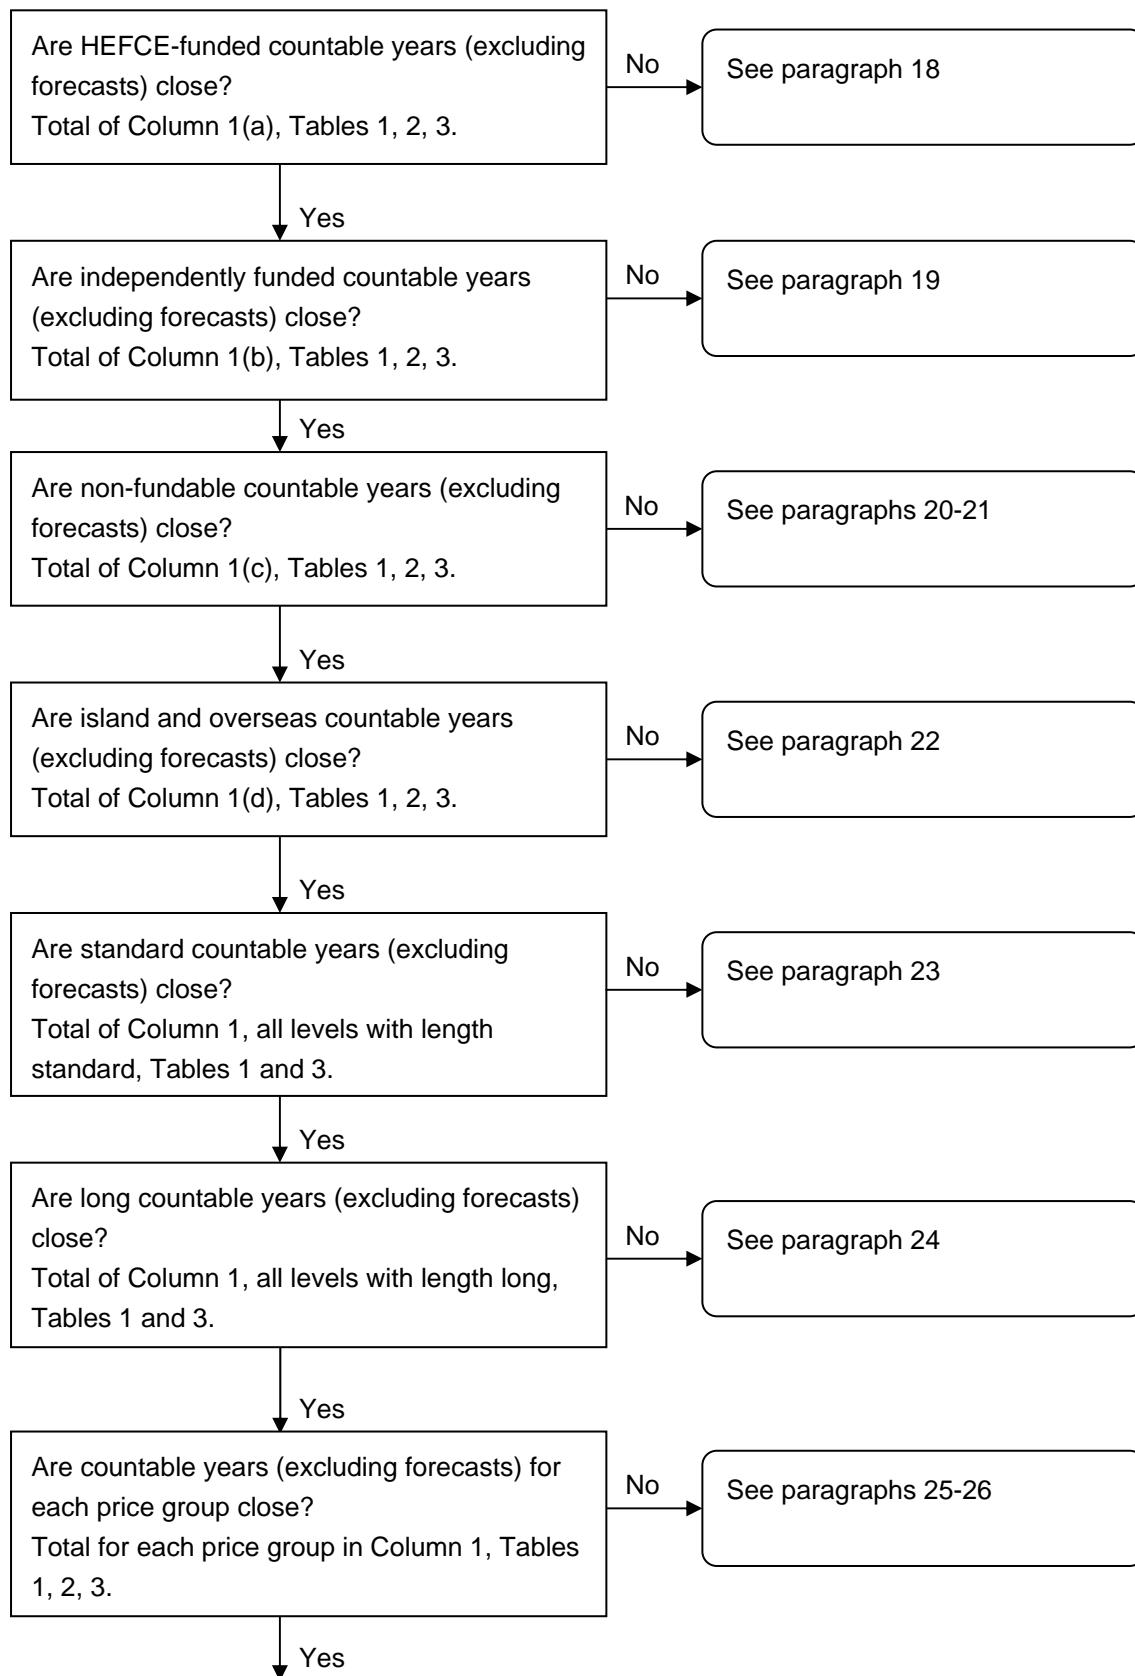 Are HEFCE-funded countable years (excluding
forecasts) close?
Total of Column 1(a), Tables 1, 2, 3.
No
See paragraph 18
Yes
Are independently funded countable years
(excluding forecasts) close?
Total of Column 1(b), Tables 1, 2, 3.
No
See paragraph 19
Yes
Are non-fundable countable years (excluding
forecasts) close?
Total of Column 1(c), Tables 1, 2, 3.
No
See paragraphs 20-21
Yes
Are island and overseas countable years
(excluding forecasts) close?
Total of Column 1(d), Tables 1, 2, 3.
No
See paragraph 22
Yes
Are standard countable years (excluding
forecasts) close?
Total of Column 1, all levels with length
standard, Tables 1 and 3.
No
See paragraph 23
Yes
Are long countable years (excluding forecasts)
close?
Total of Column 1, all levels with length long,
Tables 1 and 3.
No
See paragraph 24
Yes
Are countable years (excluding forecasts) for
each price group close?
Total for each price group in Column 1, Tables
1, 2, 3.
No
See paragraphs 25-26
Yes